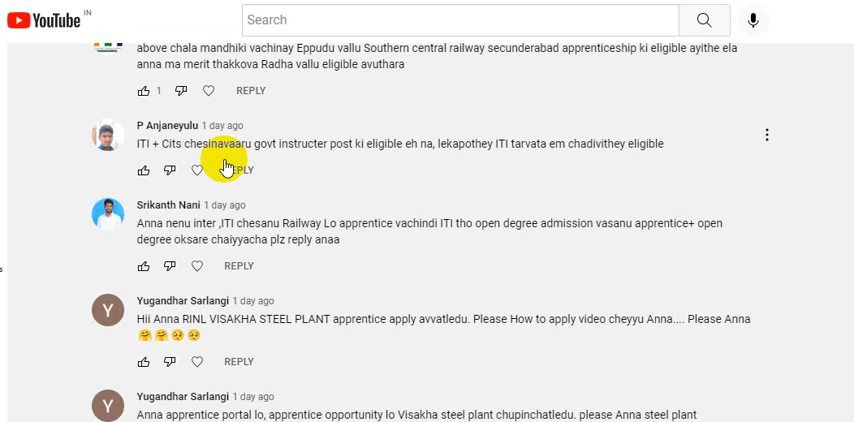 YouTube IN
Search
above chala mandhiki vachinay Eppudu vallu Southern central railway secunderabad apprenticeship ki eligible ayithe ela
anna ma merit thakkova Radha vallu eligible avuthara
1 REPLY
P Anjaneyulu 1 day ago
ITI + Cits chesinavaaru govt instructer post ki eligible eh na, lekapothey ITI tarvata em chadivithey eligible
REPLY
Srikanth Nani 1 day ago
Anna nenu inter ,ITI chesanu Railway Lo apprentice vachindi ITI tho open degree admission vasanu apprentice+ open
degree oksare chaiyyacha plz reply anaa
REPLY
Y
Yugandhar Sarlangi 1 day ago
Hii Anna RINL VISAKHA STEEL PLANT apprentice apply avvatledu. Please How to apply video cheyyu Anna.... Please Anna
🤗🤗🥺🥺
REPLY
Y
Yugandhar Sarlangi 1 day ago
Anna apprentice portal lo, apprentice opportunity lo Visakha steel plant chupinchatledu. please Anna steel plant